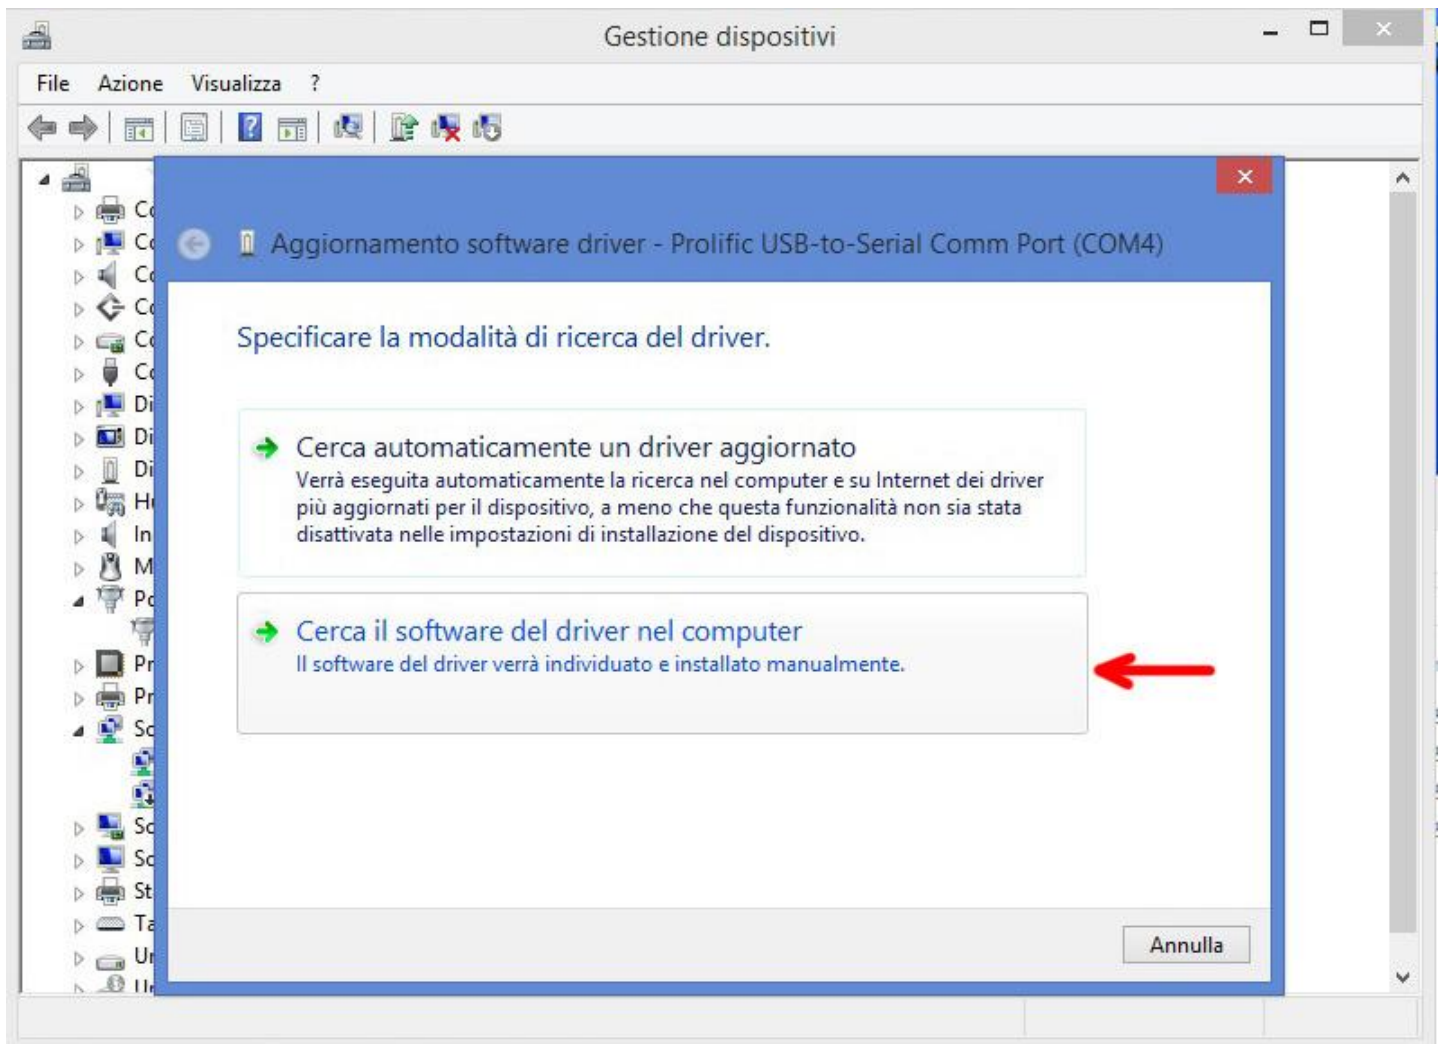 Gestione dispositivi
File Azione Visualizza ?
Aggiornamento software driver - Prolific USB-to-Serial Comm Port (COM4)
Specificare la modalità di ricerca del driver.
Cerca automaticamente un driver aggiornato
Verrà eseguita automaticamente la ricerca nel computer e su Internet dei driver
più aggiornati per il dispositivo, a meno che questa funzionalità non sia stata
disattivata nelle impostazioni di installazione del dispositivo.
Cerca il software del driver nel computer
Il software del driver verrà individuato e installato manualmente.
Annulla